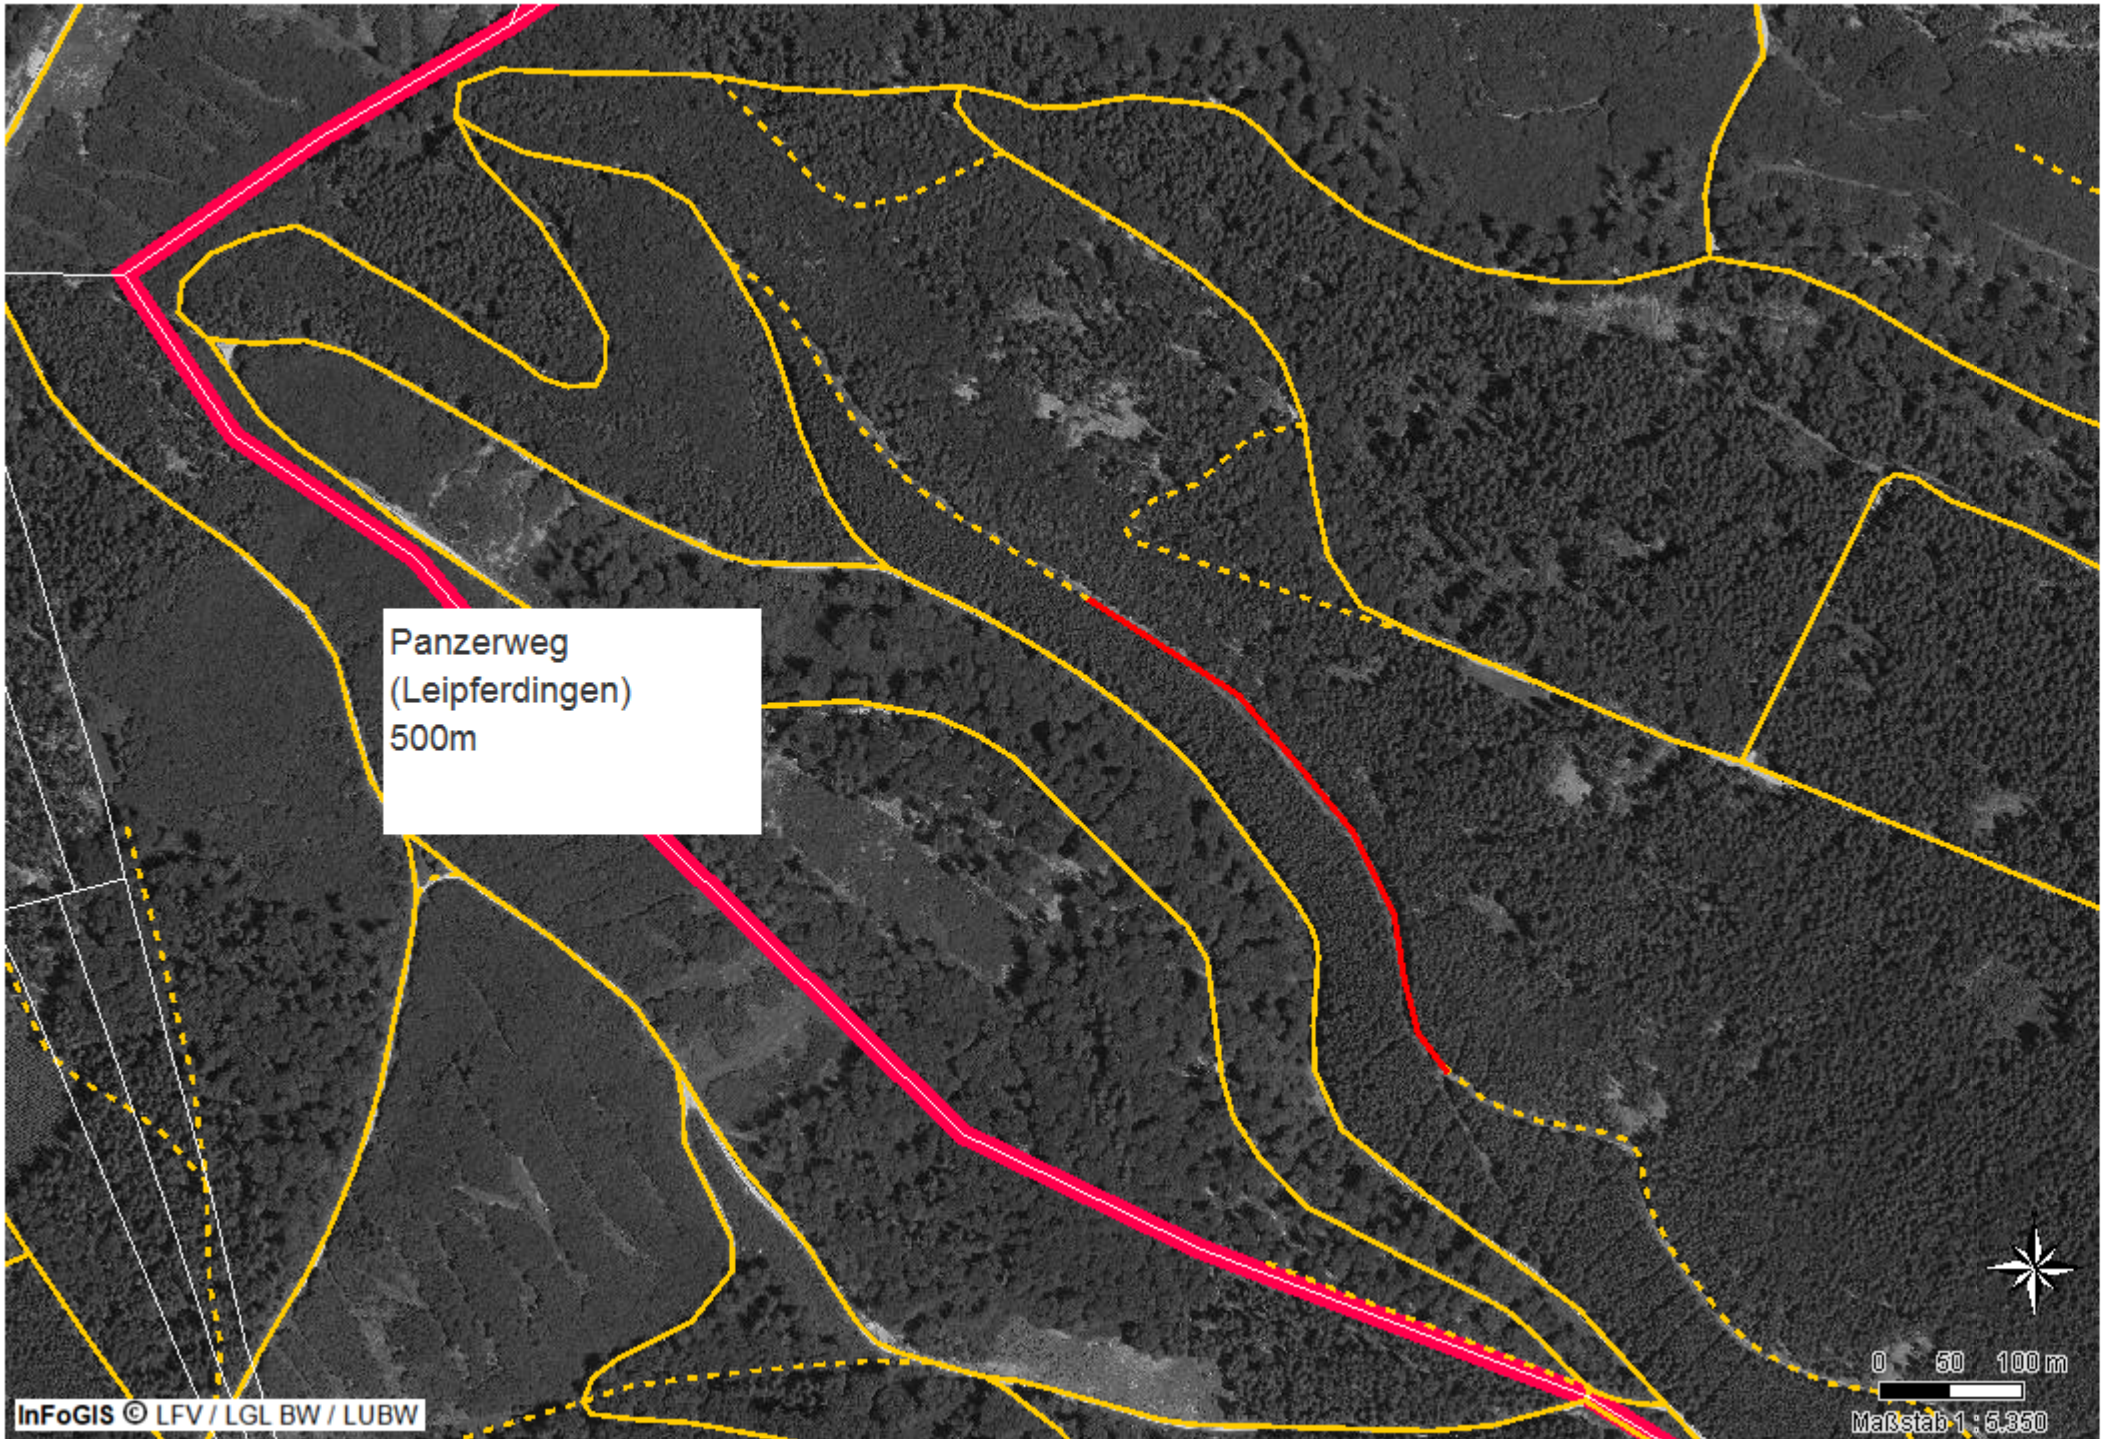 Panzerweg
(Leipferdingen)
500m
0 50 100 m
Maßstab 1 : 5.350
InFoGIS © LFV / LGL BW / LUBW